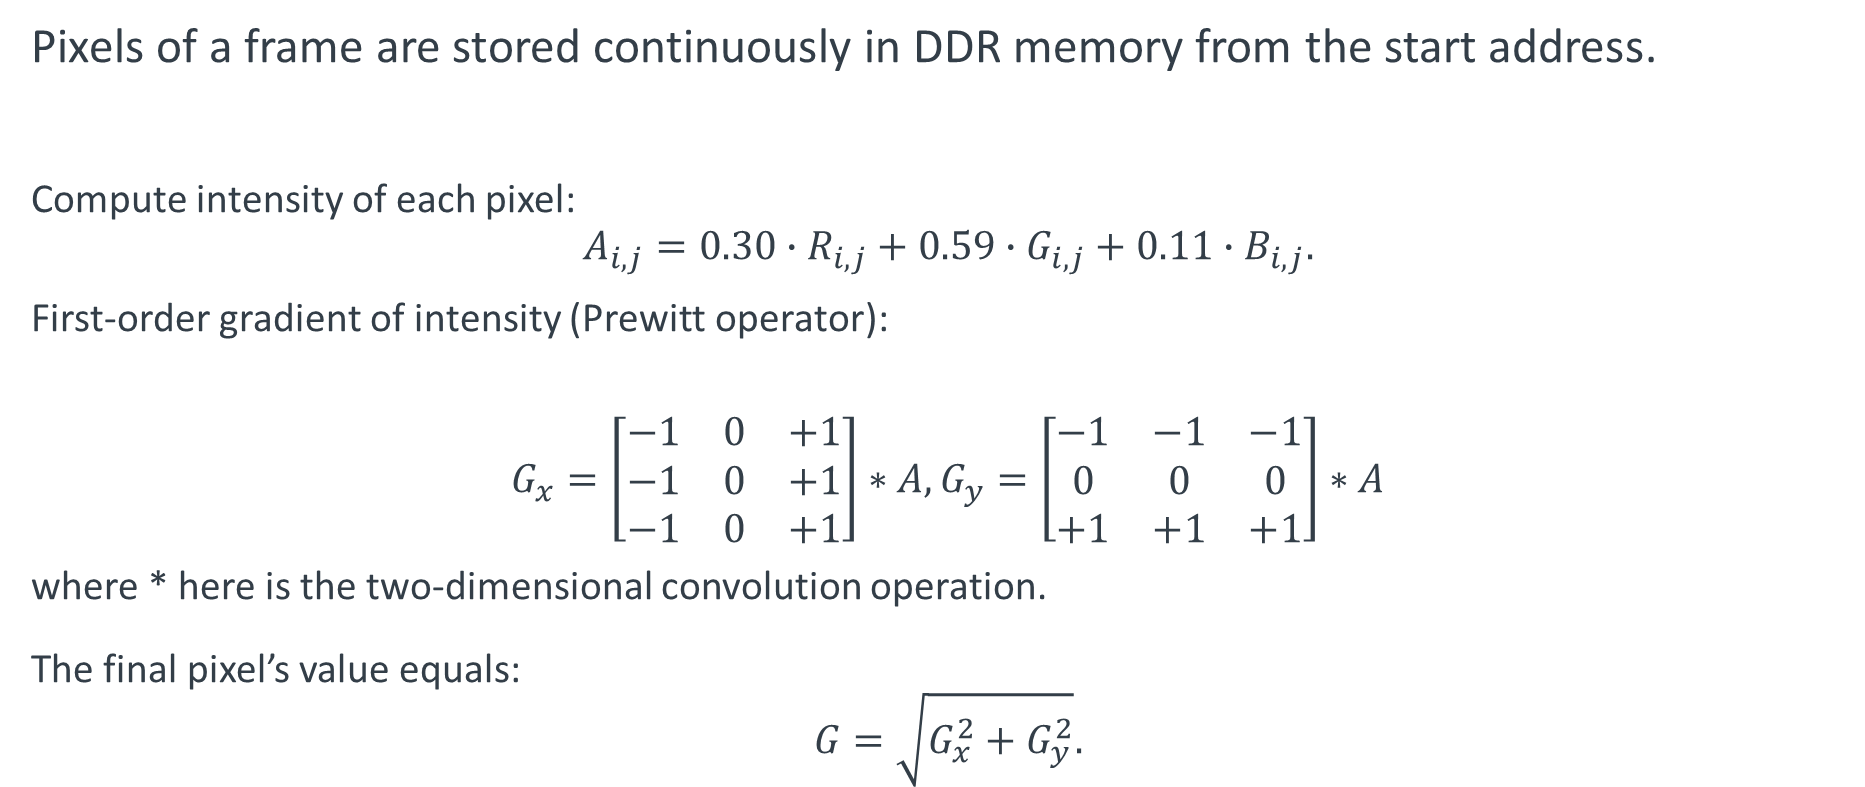 Pixels of a frame are stored continuously in DDR memory from the start address.
Compute intensity of each pixel:
A_{i,j} = 0.30 · R_{i,j} + 0.59 · G_{i,j} + 0.11 · B_{i,j}.
First-order gradient of intensity (Prewitt operator):
G_x = [−1 0 +1; −1 0 +1; −1 0 +1] * A, G_y = [−1 −1 −1; 0 0 0; +1 +1 +1] * A
where * here is the two-dimensional convolution operation.
The final pixel’s value equals:
G = √(G_x^2 + G_y^2).